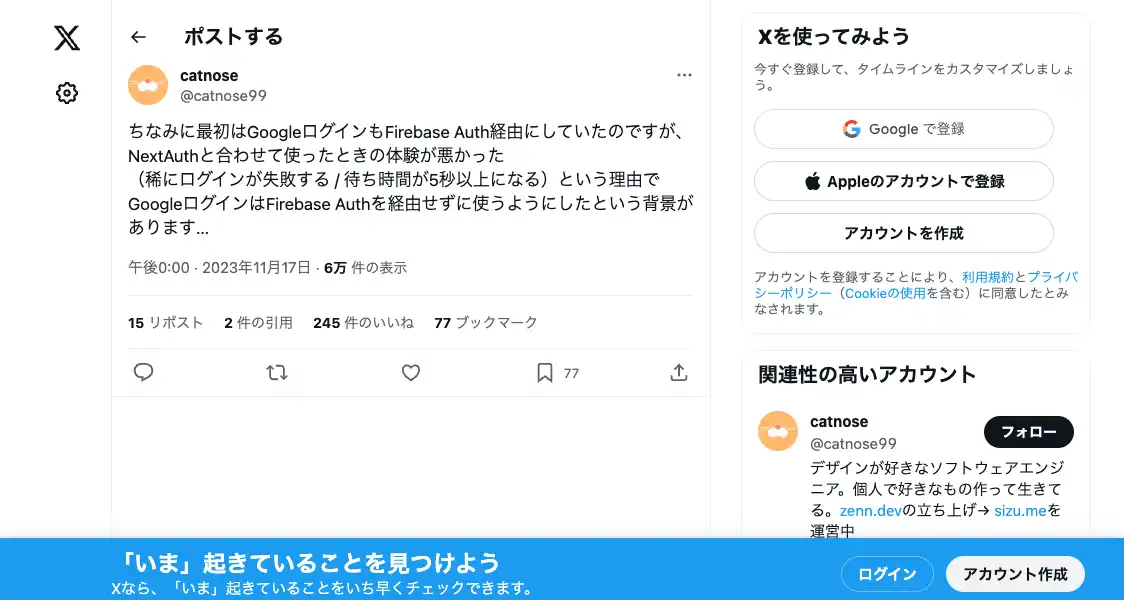 ポストする
catnose
@catnose99
ちなみに最初はGoogleログインもFirebase Auth経由にしていたのですが、
NextAuthと合わせて使ったときの体験が悪かった
（稀にログインが失敗する / 待ち時間が5秒以上になる）という理由で
GoogleログインはFirebase Authを経由せずに使うようにしたという背景が
あります...
午後0:00 · 2023年11月17日 · 6万 件の表示
15 リポスト 2 件の引用 245 件のいいね 77 ブックマーク
77
Xを使ってみよう
今すぐ登録して、タイムラインをカスタマイズしましょ
う。
Google で登録
Appleのアカウントで登録
アカウントを作成
アカウントを登録することにより、利用規約とプライバ
シーポリシー（Cookieの使用を含む）に同意したとみ
なされます。
関連性の高いアカウント
catnose
@catnose99
フォロー
デザインが好きなソフトウェアエンジ
ニア。個人で好きなもの作って生きて
る。zenn.devの立ち上げ→ sizu.meを
運営中
「いま」起きていることを見つけよう
Xなら、「いま」起きていることをいち早くチェックできます。
ログイン
アカウント作成